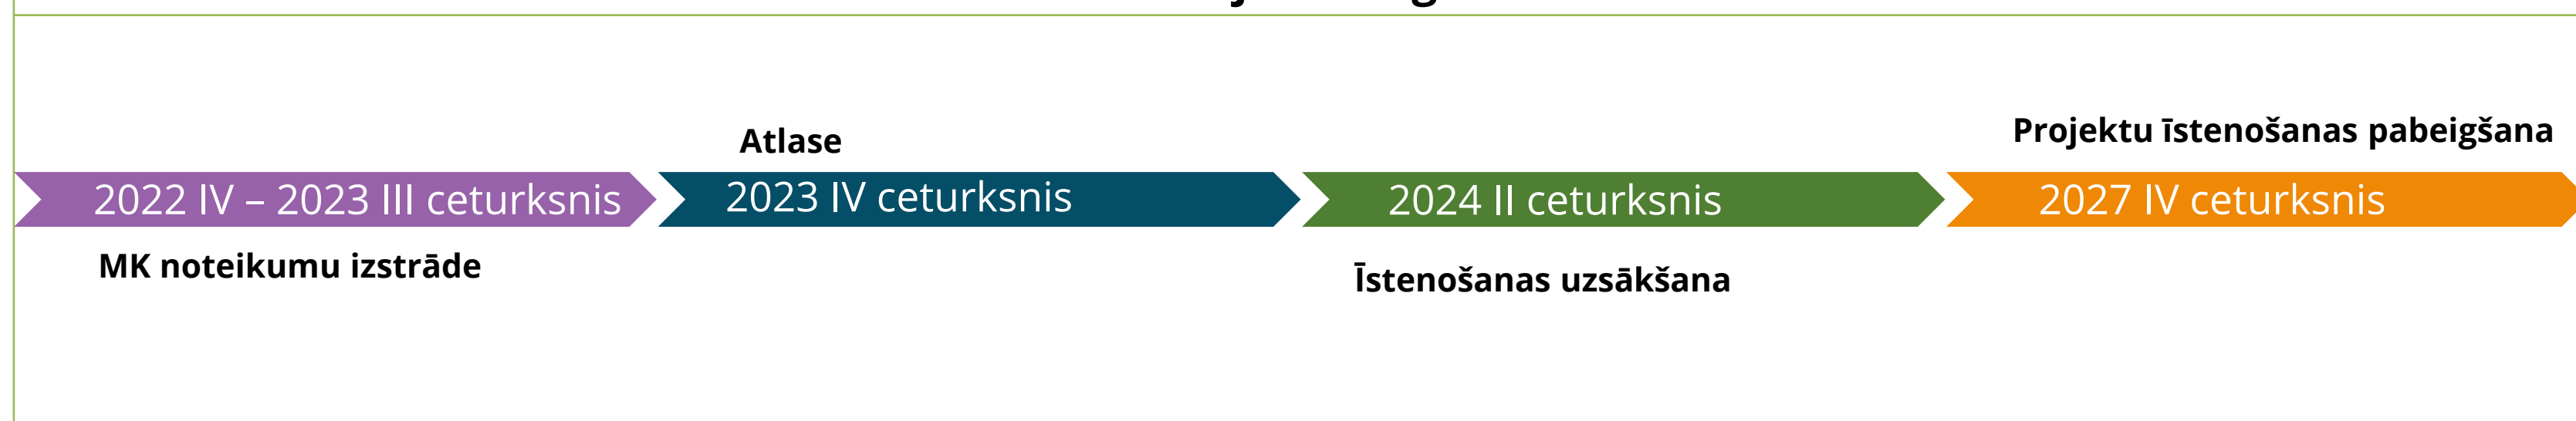 Atlase
Projektu īstenošanas pabeigšana
2022 IV – 2023 III ceturksnis
2023 IV ceturksnis
2024 II ceturksnis
2027 IV ceturksnis
MK noteikumu izstrāde
Īstenošanas uzsākšana